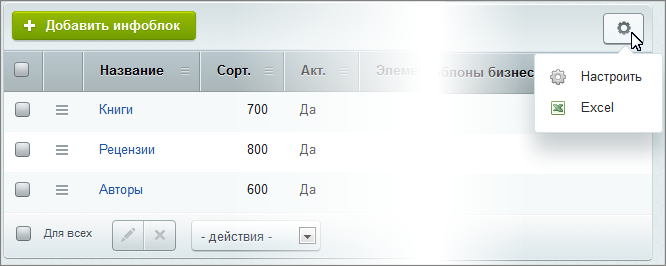 Добавить инфоблок
Название Сорт. Акт. Элеме блоны бизнес
Настроить
Excel
Книги 700 Да
Рецензии 800 Да
Авторы 600 Да
Для всех - действия -